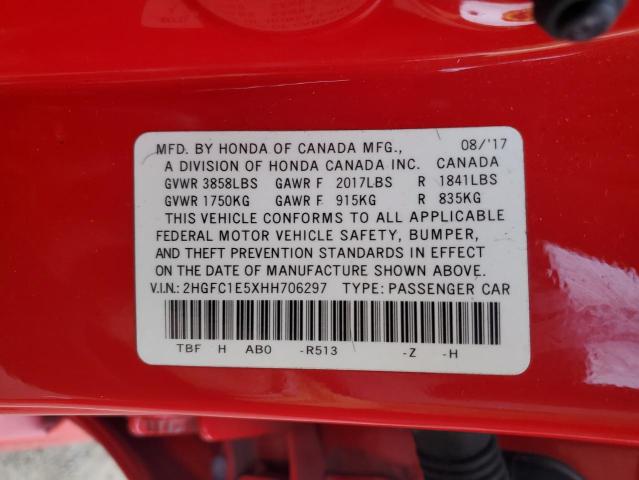 MFD. BY HONDA OF CANADA MFG., 08/'17
A DIVISION OF HONDA CANADA INC. CANADA
GVWR 3858LBS GAWR F 2017LBS R 1841LBS
GVWR 1750KG GAWR F 915KG R 835KG
THIS VEHICLE CONFORMS TO ALL APPLICABLE
FEDERAL MOTOR VEHICLE SAFETY, BUMPER,
AND THEFT PREVENTION STANDARDS IN EFFECT
ON THE DATE OF MANUFACTURE SHOWN ABOVE.
V.I.N.: 2HGFC1E5XHH706297 TYPE: PASSENGER CAR
TBF H AB0 -R513 -Z -H